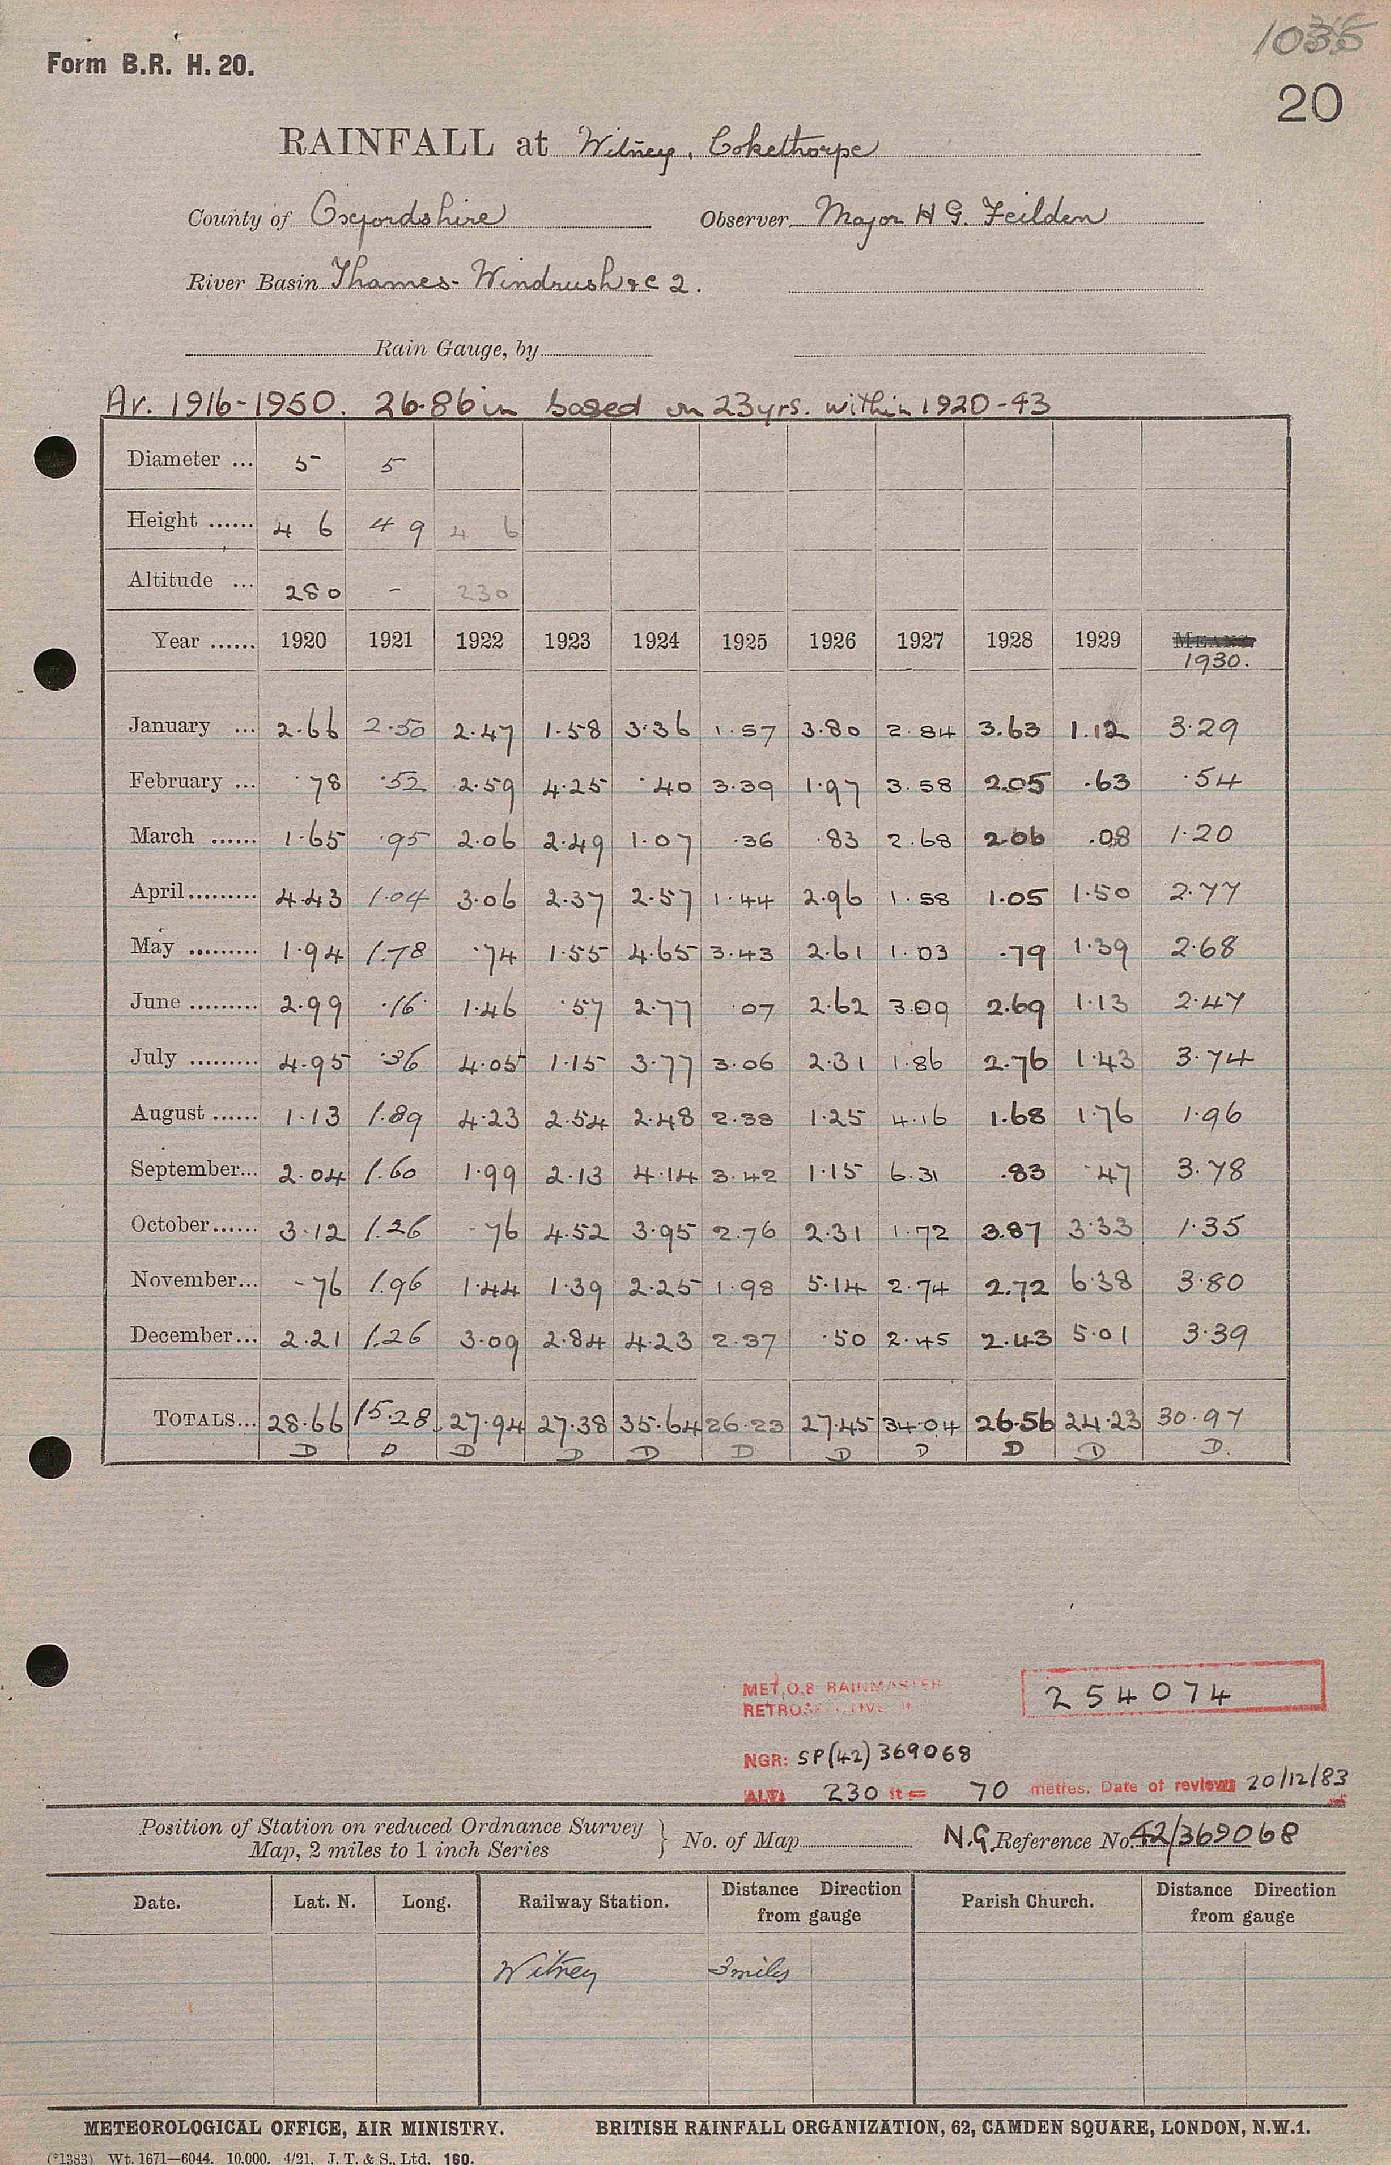 1035
Form B.R. H. 20.
20
RAINFALL at Witney, Cokethorpe
County of Oxfordshire Observer Major H G. Feilden
River Basin Thames - Windrush & C 2.
Rain Gauge, by
Av. 1916-1950. 26.86 in based on 23 yrs. within 1920-43
Diameter ... 5 5
Height ...... 4 6 4 9 4 6
Altitude ... 280 - 230
Year ...... 1920 1921 1922 1923 1924 1925 1926 1927 1928 1929 MEANS
1930.
January ... 2.66 2.50 2.47 1.58 3.36 1.57 3.80 2.84 3.63 1.12 3.29
February ... .78 .52 2.59 4.25 .40 3.39 1.97 3.58 2.05 .63 .54
March ...... 1.65 .95 2.06 2.49 1.07 .36 .83 2.68 2.06 .08 1.20
April ......... 4.43 1.04 3.06 2.37 2.57 1.44 2.96 1.58 1.05 1.50 2.77
May ......... 1.94 1.78 .74 1.55 4.65 3.43 2.61 1.03 .79 1.39 2.68
June ......... 2.99 .16 1.46 .57 2.77 .07 2.62 3.09 2.69 1.13 2.47
July ......... 4.95 .36 4.05 1.15 3.77 3.06 2.31 1.86 2.76 1.43 3.74
August ...... 1.13 1.89 4.23 2.54 2.48 2.38 1.25 4.16 1.68 1.76 1.96
September... 2.04 1.60 1.99 2.13 4.14 3.42 1.15 6.31 .83 .47 3.78
October ...... 3.12 1.26 .76 4.52 3.95 2.76 2.31 1.72 3.87 3.33 1.35
November... .76 1.96 1.44 1.39 2.25 1.98 5.14 2.74 2.72 6.38 3.80
December... 2.21 1.26 3.09 2.84 4.23 2.37 .50 2.45 2.43 5.01 3.39
TOTALS... 28.66 15.28 27.94 27.38 35.64 26.23 27.45 34.04 26.56 24.23 30.97
D D D D D D D D D D D.
MET.O.8 RAINMASTER
RETROSPECTIVE
254074
NGR: SP(42) 369068
ALT: 230 ft = 70 metres. Date of review: 20/12/83
Position of Station on reduced Ordnance Survey
Map, 2 miles to 1 inch Series } No. of Map N.G. Reference No. 42/369068
Date. Lat. N. Long. Railway Station. Distance Direction from gauge Parish Church. Distance Direction from gauge
Witney 3 miles
METEOROLOGICAL OFFICE, AIR MINISTRY. BRITISH RAINFALL ORGANIZATION, 62, CAMDEN SQUARE, LONDON, N.W.1.
(*1383) Wt. 1671—6044. 10,000. 4/21. J. T. & S., Ltd. 160.